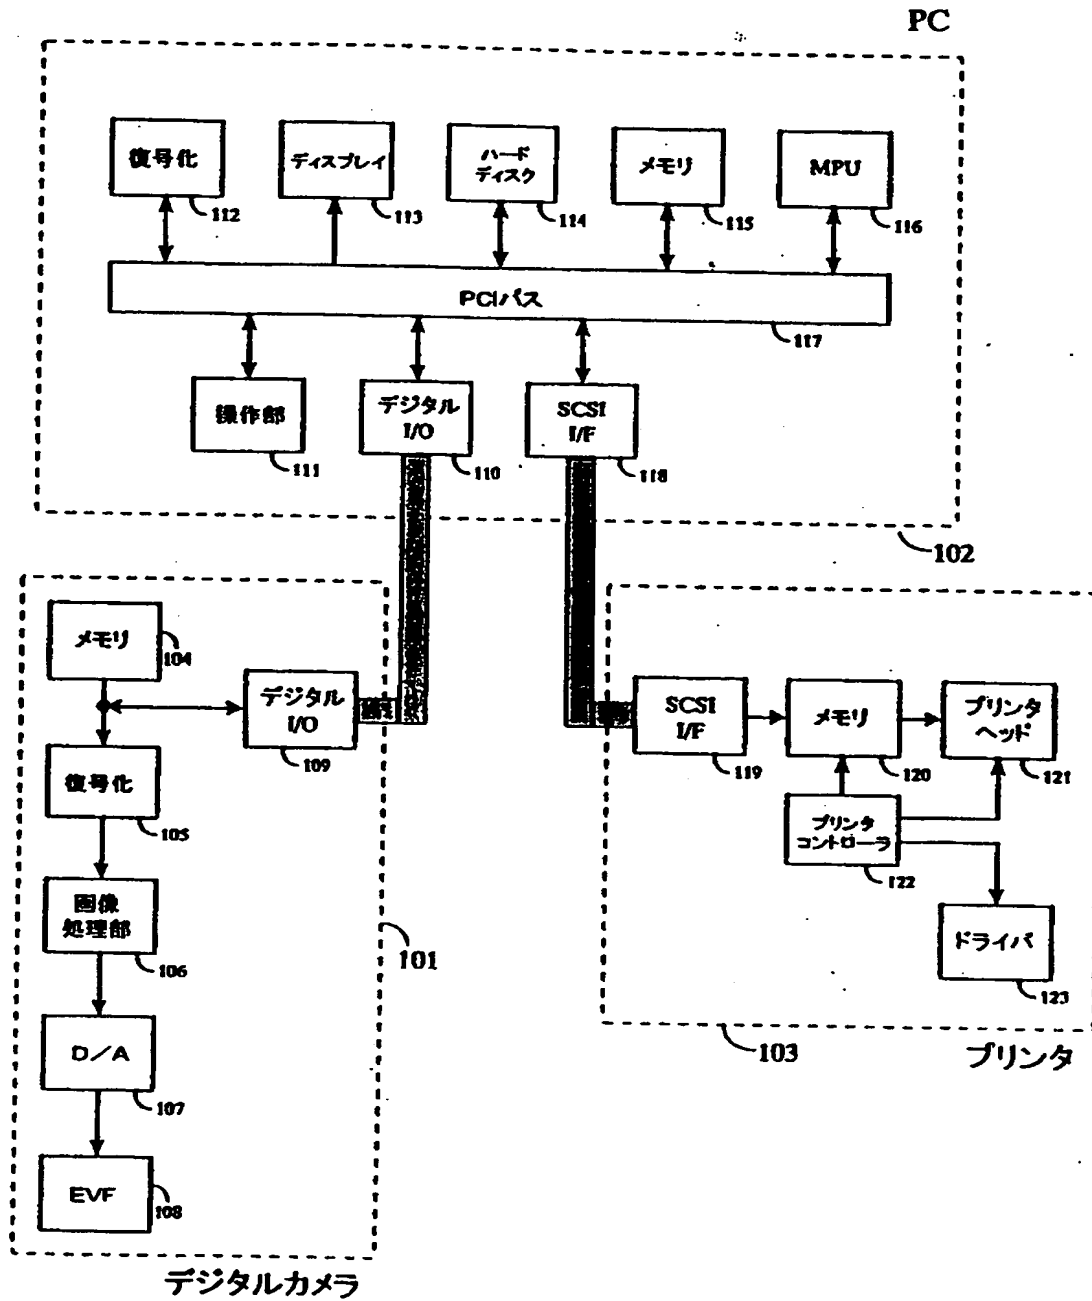 PC
復号化
112
ディスプレイ
113
ハード
ディスク
114
メモリ
115
MPU
116
PCIバス
117
操作部
111
デジタル
I/O
110
SCSI
I/F
118
102
メモリ
104
デジタル
I/O
109
復号化
105
画像
処理部
106
D/A
107
EVF
108
101
デジタルカメラ
SCSI
I/F
119
メモリ
120
プリンタ
ヘッド
121
プリンタ
コントローラ
122
ドライバ
123
103
プリンタ